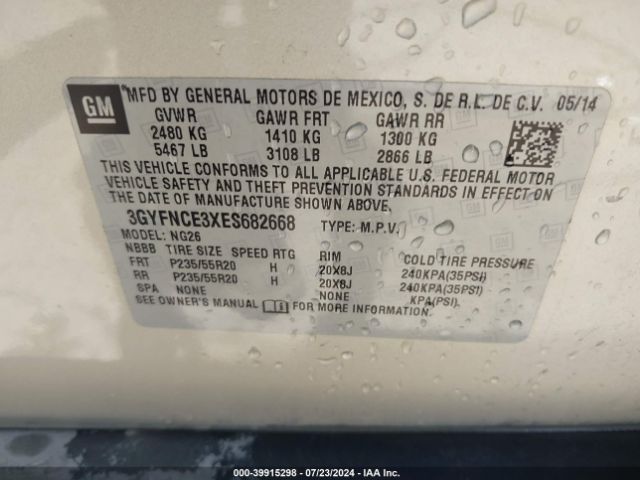 GM MFD BY GENERAL MOTORS DE MEXICO, S. DE R.L. DE C.V. 05/14
GVWR GAWR FRT GAWR RR
2480 KG 1410 KG 1300 KG
5467 LB 3108 LB 2866 LB
THIS VEHICLE CONFORMS TO ALL APPLICABLE U.S. FEDERAL MOTOR
VEHICLE SAFETY AND THEFT PREVENTION STANDARDS IN EFFECT ON
THE DATE OF MANUFACTURE SHOWN ABOVE.
3GYFNCE3XES682668 TYPE: M.P.V.
MODEL: NG26
NBBB TIRE SIZE SPEED RTG RIM COLD TIRE PRESSURE
FRT P235/55R20 H 20X8J 240KPA(35PSI)
RR P235/55R20 H 20X8J 240KPA(35PSI)
SPA NONE NONE KPA(PSI).
SEE OWNER'S MANUAL FOR MORE INFORMATION.
000-39915298 - 07/23/2024 - IAA Inc.